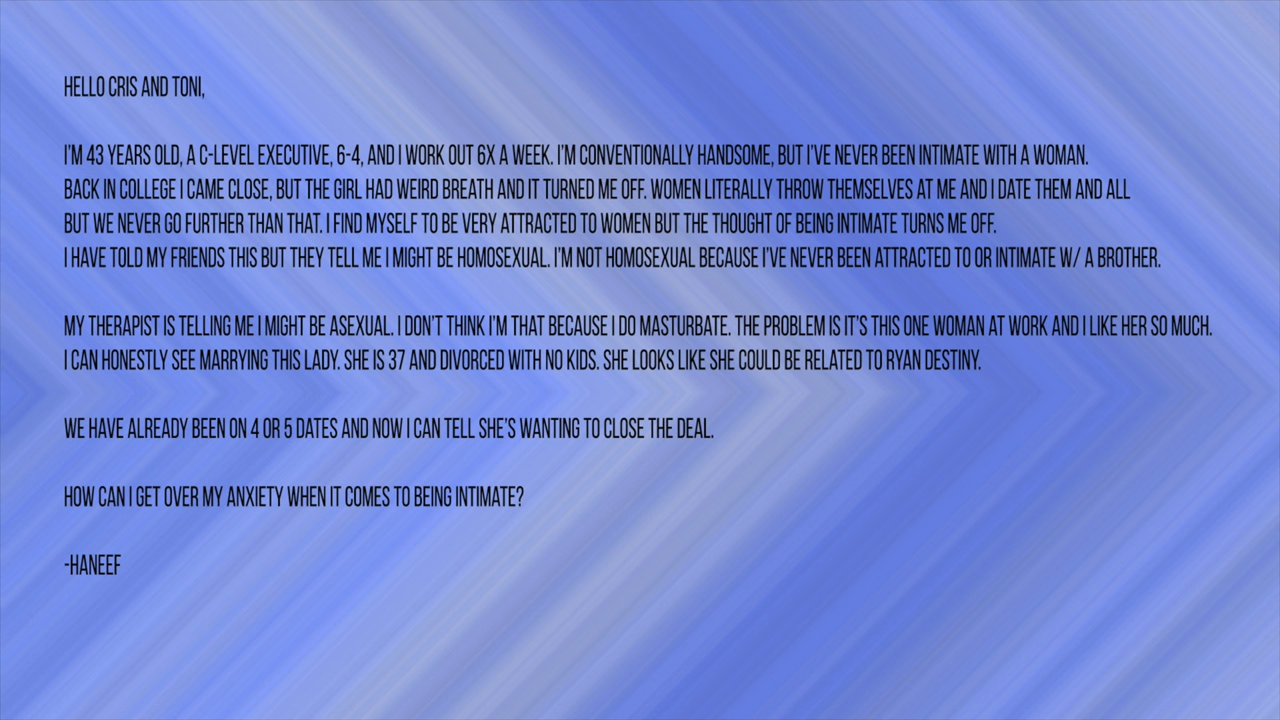 HELLO CRIS AND TONI,
I'M 43 YEARS OLD, A C-LEVEL EXECUTIVE, 6-4, AND I WORK OUT 6X A WEEK. I'M CONVENTIONALLY HANDSOME, BUT I'VE NEVER BEEN INTIMATE WITH A WOMAN.
BACK IN COLLEGE I CAME CLOSE, BUT THE GIRL HAD WEIRD BREATH AND IT TURNED ME OFF. WOMEN LITERALLY THROW THEMSELVES AT ME AND I DATE THEM AND ALL
BUT WE NEVER GO FURTHER THAN THAT. I FIND MYSELF TO BE VERY ATTRACTED TO WOMEN BUT THE THOUGHT OF BEING INTIMATE TURNS ME OFF.
I HAVE TOLD MY FRIENDS THIS BUT THEY TELL ME I MIGHT BE HOMOSEXUAL. I'M NOT HOMOSEXUAL BECAUSE I'VE NEVER BEEN ATTRACTED TO OR INTIMATE W/ A BROTHER.
MY THERAPIST IS TELLING ME I MIGHT BE ASEXUAL. I DON'T THINK I'M THAT BECAUSE I DO MASTURBATE. THE PROBLEM IS IT'S THIS ONE WOMAN AT WORK AND I LIKE HER SO MUCH.
I CAN HONESTLY SEE MARRYING THIS LADY. SHE IS 37 AND DIVORCED WITH NO KIDS. SHE LOOKS LIKE SHE COULD BE RELATED TO RYAN DESTINY.
WE HAVE ALREADY BEEN ON 4 OR 5 DATES AND NOW I CAN TELL SHE'S WANTING TO CLOSE THE DEAL.
HOW CAN I GET OVER MY ANXIETY WHEN IT COMES TO BEING INTIMATE?
-HANEEF